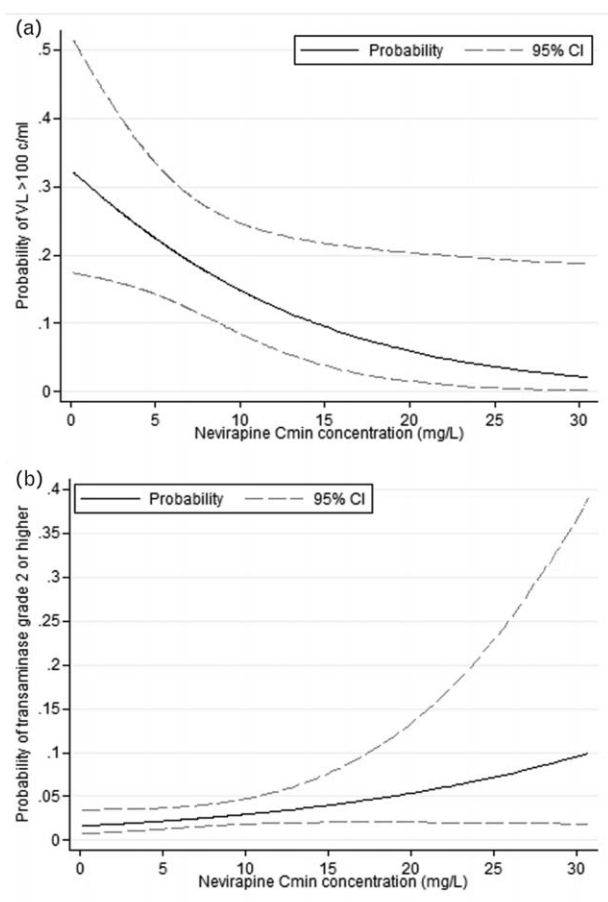 (a)
Probability 95% CI
.5
.4
.3
.2
.1
0
Probability of VL >100 c/ml
0 5 10 15 20 25 30
Nevirapine Cmin concentration (mg/L)
(b)
Probability 95% CI
.4
.35
.3
.25
.2
.15
.1
.05
0
Probability of transaminase grade 2 or higher
0 5 10 15 20 25 30
Nevirapine Cmin concentration (mg/L)